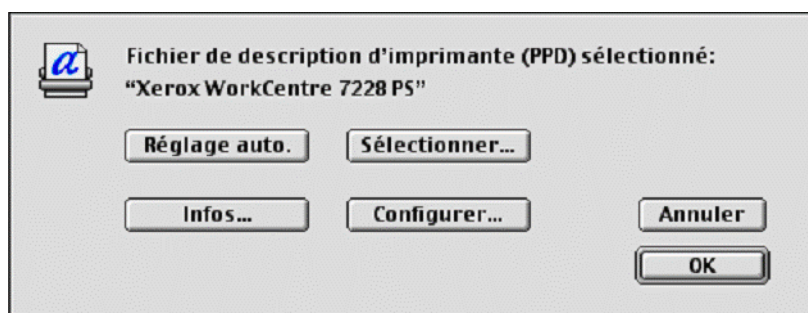 Fichier de description d'imprimante (PPD) sélectionné:
“Xerox WorkCentre 7228 PS”
Réglage auto. Sélectionner...
Infos... Configurer... Annuler
OK